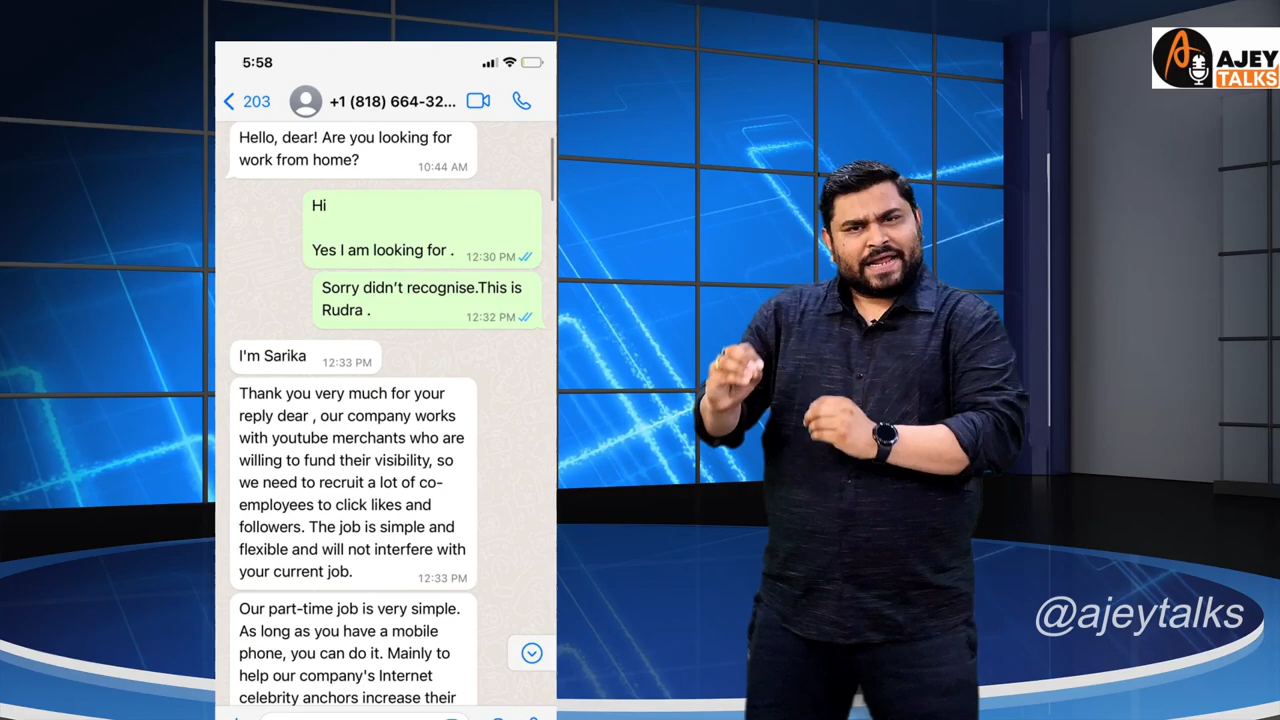 5:58
203
+1 (818) 664-32...
Hello, dear! Are you looking for
work from home?
10:44 AM
Hi
Yes I am looking for .
12:30 PM
Sorry didn’t recognise.This is
Rudra .
12:32 PM
I'm Sarika
12:33 PM
Thank you very much for your
reply dear , our company works
with youtube merchants who are
willing to fund their visibility, so
we need to recruit a lot of co-
employees to click likes and
followers. The job is simple and
flexible and will not interfere with
your current job.
12:33 PM
Our part-time job is very simple.
As long as you have a mobile
phone, you can do it. Mainly to
help our company's Internet
celebrity anchors increase their
AJEY
TALKS
@ajeytalks